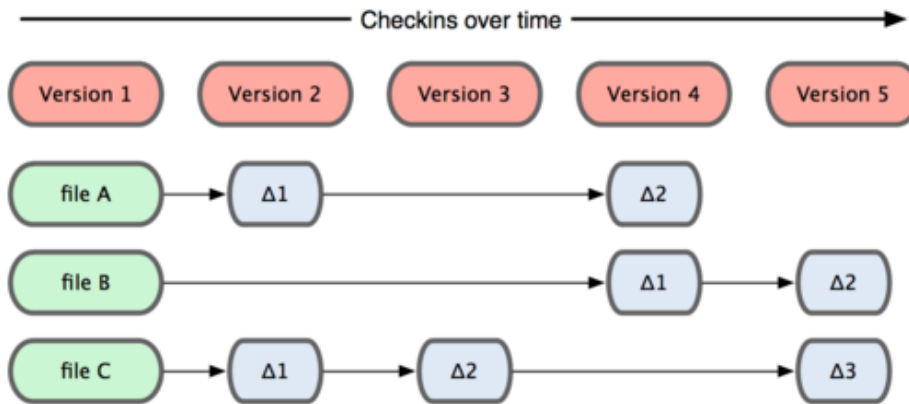 Checkins over time
Version 1 Version 2 Version 3 Version 4 Version 5
file A Δ1 Δ2
file B Δ1 Δ2
file C Δ1 Δ2 Δ3